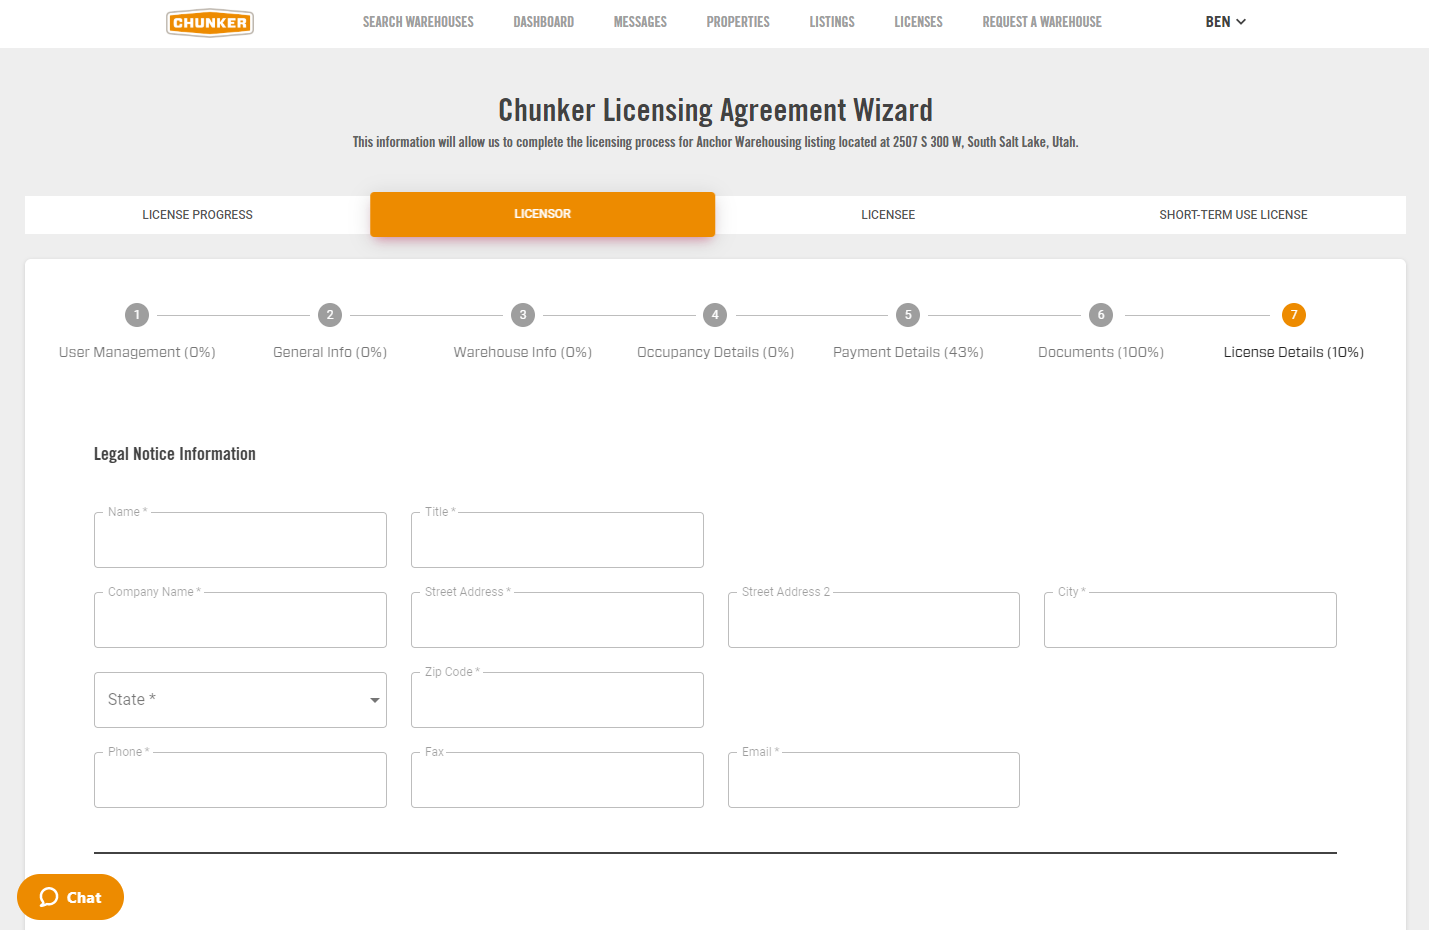 CHUNKER
SEARCH WAREHOUSES DASHBOARD MESSAGES PROPERTIES LISTINGS LICENSES REQUEST A WAREHOUSE BEN
Chunker Licensing Agreement Wizard
This information will allow us to complete the licensing process for Anchor Warehousing listing located at 2507 S 300 W, South Salt Lake, Utah.
LICENSE PROGRESS LICENSOR LICENSEE SHORT-TERM USE LICENSE
1 2 3 4 5 6 7
User Management (0%) General Info (0%) Warehouse Info (0%) Occupancy Details (0%) Payment Details (43%) Documents (100%) License Details (10%)
Legal Notice Information
Name * Title *
Company Name * Street Address * Street Address 2 City *
State * Zip Code *
Phone * Fax Email *
Chat